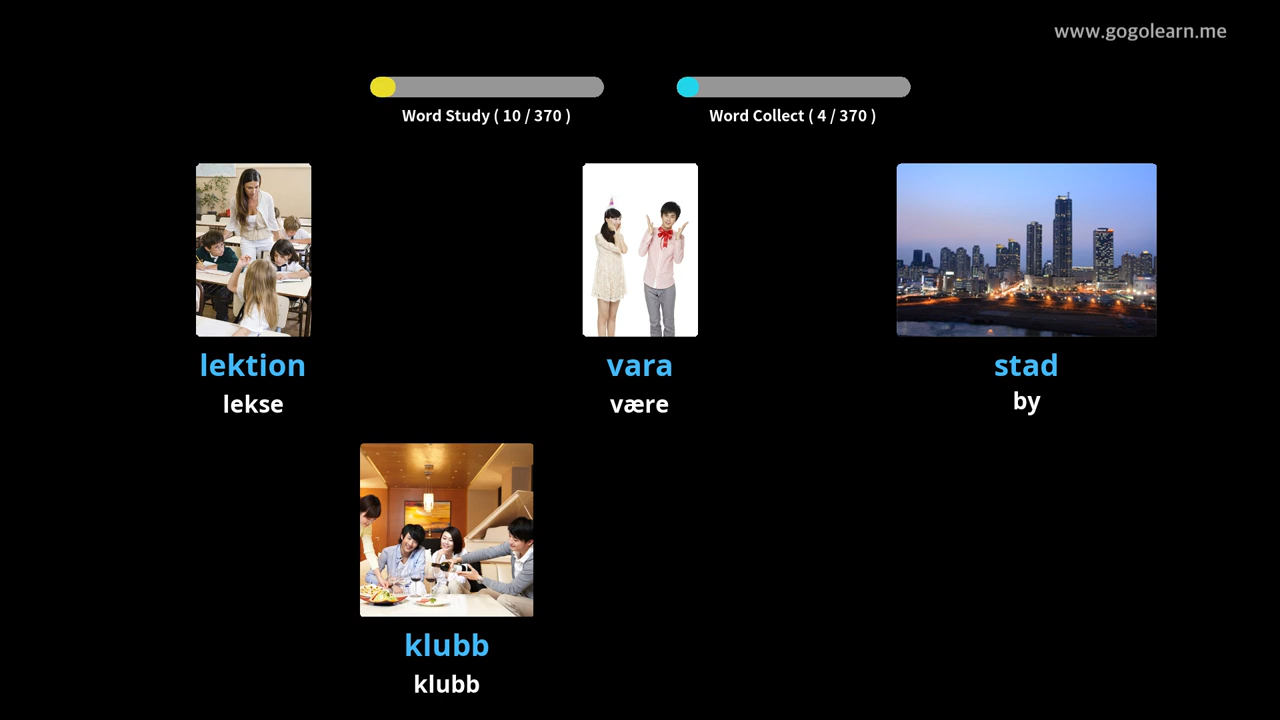 www.gogolearn.me
Word Study ( 10 / 370 )
Word Collect ( 4 / 370 )
lektion
lekse
vara
være
stad
by
klubb
klubb